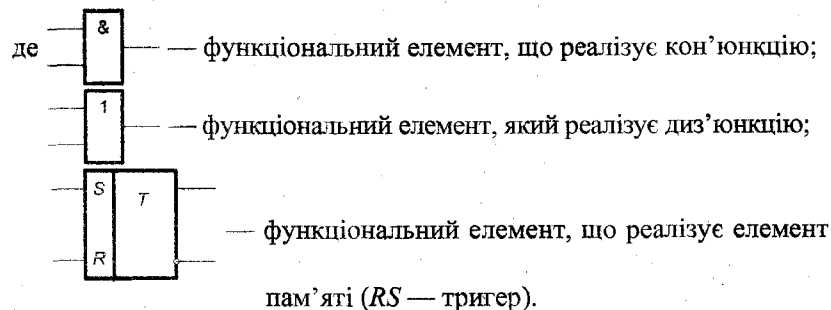 де & — функціональний елемент, що реалізує кон’юнкцію;
1 — функціональний елемент, який реалізує диз’юнкцію;
S T
— функціональний елемент, що реалізує елемент
R
пам’яті (RS — тригер).